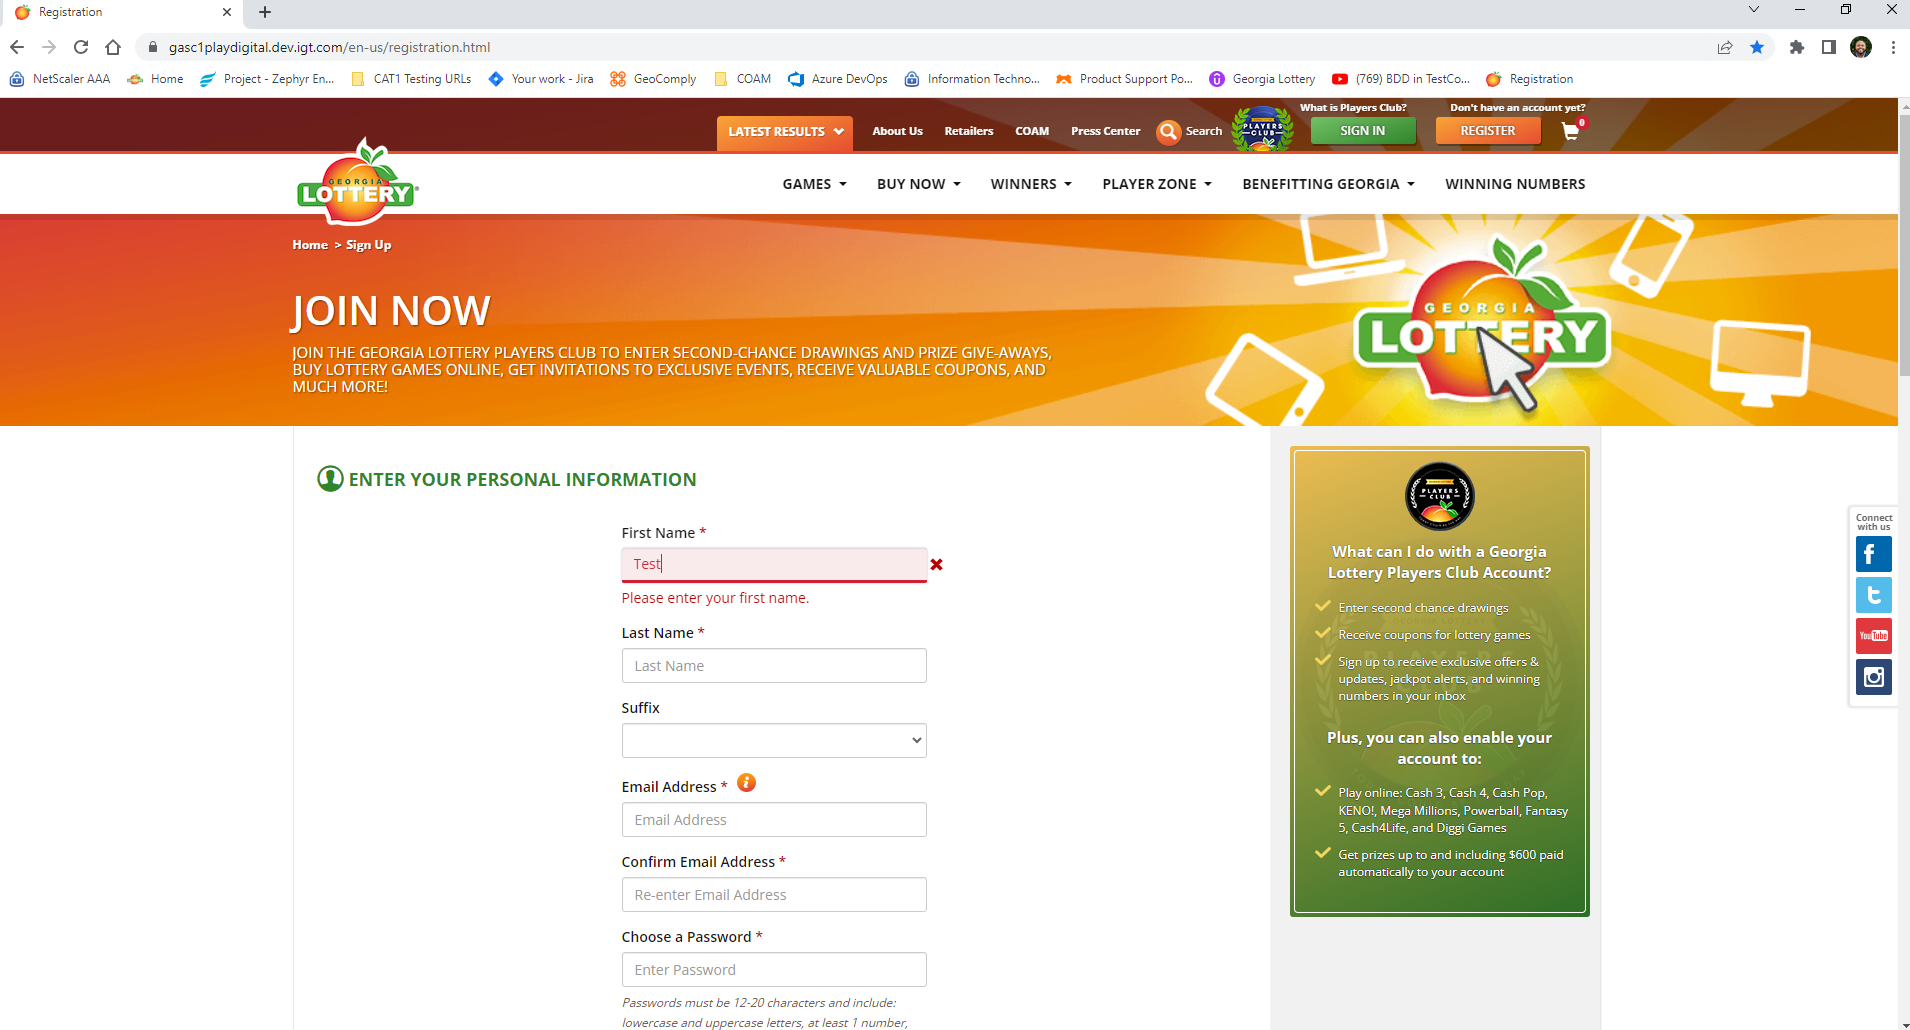 Registration
gasc1playdigital.dev.igt.com/en-us/registration.html
NetScaler AAA
Home
Project - Zephyr En...
CAT1 Testing URLs
Your work - Jira
GeoComply
COAM
Azure DevOps
Information Techno...
Product Support Po...
Georgia Lottery
(769) BDD in TestCo...
Registration
LATEST RESULTS
About Us
Retailers
COAM
Press Center
Search
PLAYERS
CLUB
What is Players Club?
SIGN IN
Don't have an account yet?
REGISTER
0
GEORGIA
LOTTERY
GAMES
BUY NOW
WINNERS
PLAYER ZONE
BENEFITTING GEORGIA
WINNING NUMBERS
Home > Sign Up
JOIN NOW
JOIN THE GEORGIA LOTTERY PLAYERS CLUB TO ENTER SECOND-CHANCE DRAWINGS AND PRIZE GIVE-AWAYS,
BUY LOTTERY GAMES ONLINE, GET INVITATIONS TO EXCLUSIVE EVENTS, RECEIVE VALUABLE COUPONS, AND
MUCH MORE!
GEORGIA
LOTTERY
ENTER YOUR PERSONAL INFORMATION
First Name *
Test
Please enter your first name.
Last Name *
Last Name
Suffix
Email Address *
Email Address
Confirm Email Address *
Re-enter Email Address
Choose a Password *
Enter Password
Passwords must be 12-20 characters and include:
lowercase and uppercase letters, at least 1 number,
PLAYERS
CLUB
What can I do with a Georgia
Lottery Players Club Account?
Enter second chance drawings
Receive coupons for lottery games
Sign up to receive exclusive offers &
updates, jackpot alerts, and winning
numbers in your inbox
Plus, you can also enable your
account to:
Play online: Cash 3, Cash 4, Cash Pop,
KENO!, Mega Millions, Powerball, Fantasy
5, Cash4Life, and Diggi Games
Get prizes up to and including $600 paid
automatically to your account
Connect
with us
YouTube